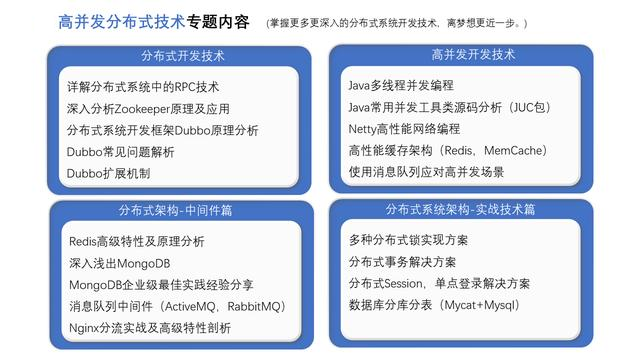 高并发分布式技术专题内容 (掌握更多更深入的分布式系统开发技术，离梦想更近一步。)
分布式开发技术
详解分布式系统中的RPC技术
深入分析Zookeeper原理及应用
分布式系统开发框架Dubbo原理分析
Dubbo常见问题解析
Dubbo扩展机制
高并发开发技术
Java多线程并发编程
Java常用并发工具类源码分析（JUC包）
Netty高性能网络编程
高性能缓存架构（Redis，MemCache）
使用消息队列应对高并发场景
分布式架构-中间件篇
Redis高级特性及原理分析
深入浅出MongoDB
MongoDB企业级最佳实践经验分享
消息队列中间件（ActiveMQ，RabbitMQ）
Nginx分流实战及高级特性剖析
分布式系统架构-实战技术篇
多种分布式锁实现方案
分布式事务解决方案
分布式Session，单点登录解决方案
数据库分库分表（Mycat+Mysql）